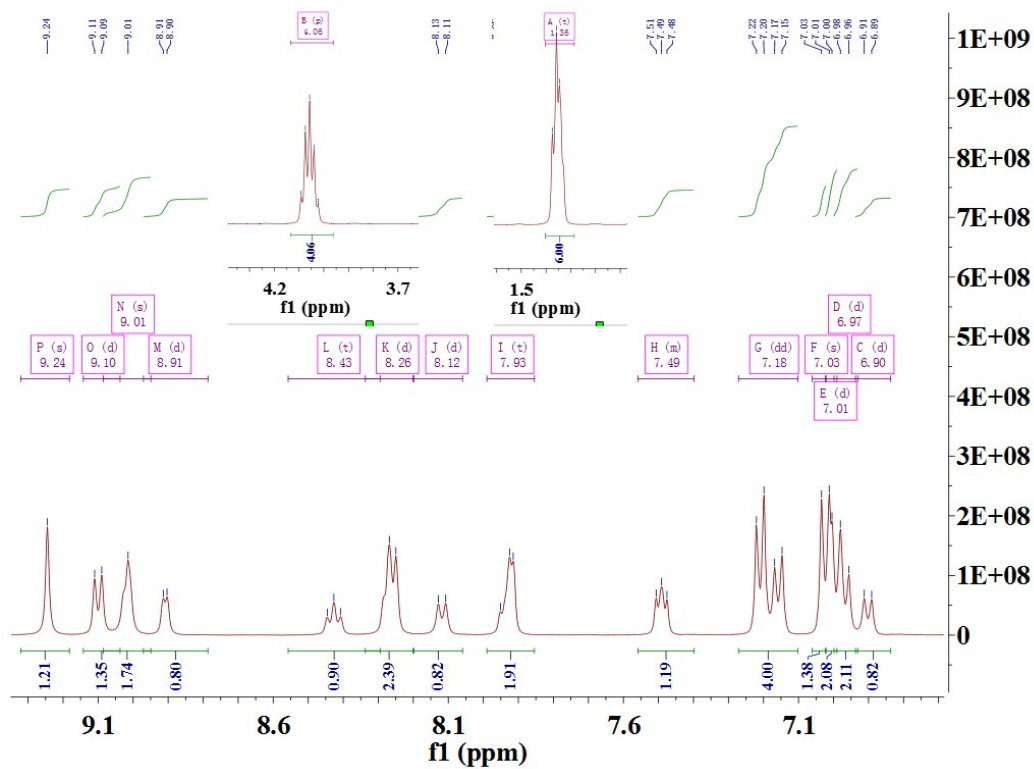 9.24
9.11
9.09
9.01
8.91
8.90
B (p)
4.06
8.13
8.11
A (t)
1.36
7.51
7.49
7.48
7.22
7.20
7.17
7.15
7.03
7.01
7.00
6.98
6.96
6.91
6.89
1E+09
9E+08
8E+08
7E+08
6E+08
5E+08
4E+08
3E+08
2E+08
1E+08
0
4.06
4.2 3.7
f1 (ppm)
6.00
1.5
f1 (ppm)
N (s)
9.01
D (d)
6.97
P (s)
9.24
O (d)
9.10
M (d)
8.91
L (t)
8.43
K (d)
8.26
J (d)
8.12
I (t)
7.93
H (m)
7.49
G (dd)
7.18
F (s)
7.03
C (d)
6.90
E (d)
7.01
1.21
1.35
1.74
0.80
0.90
2.39
0.82
1.91
1.19
4.00
1.38
2.08
2.11
0.82
9.1 8.6 8.1 7.6 7.1
f1 (ppm)